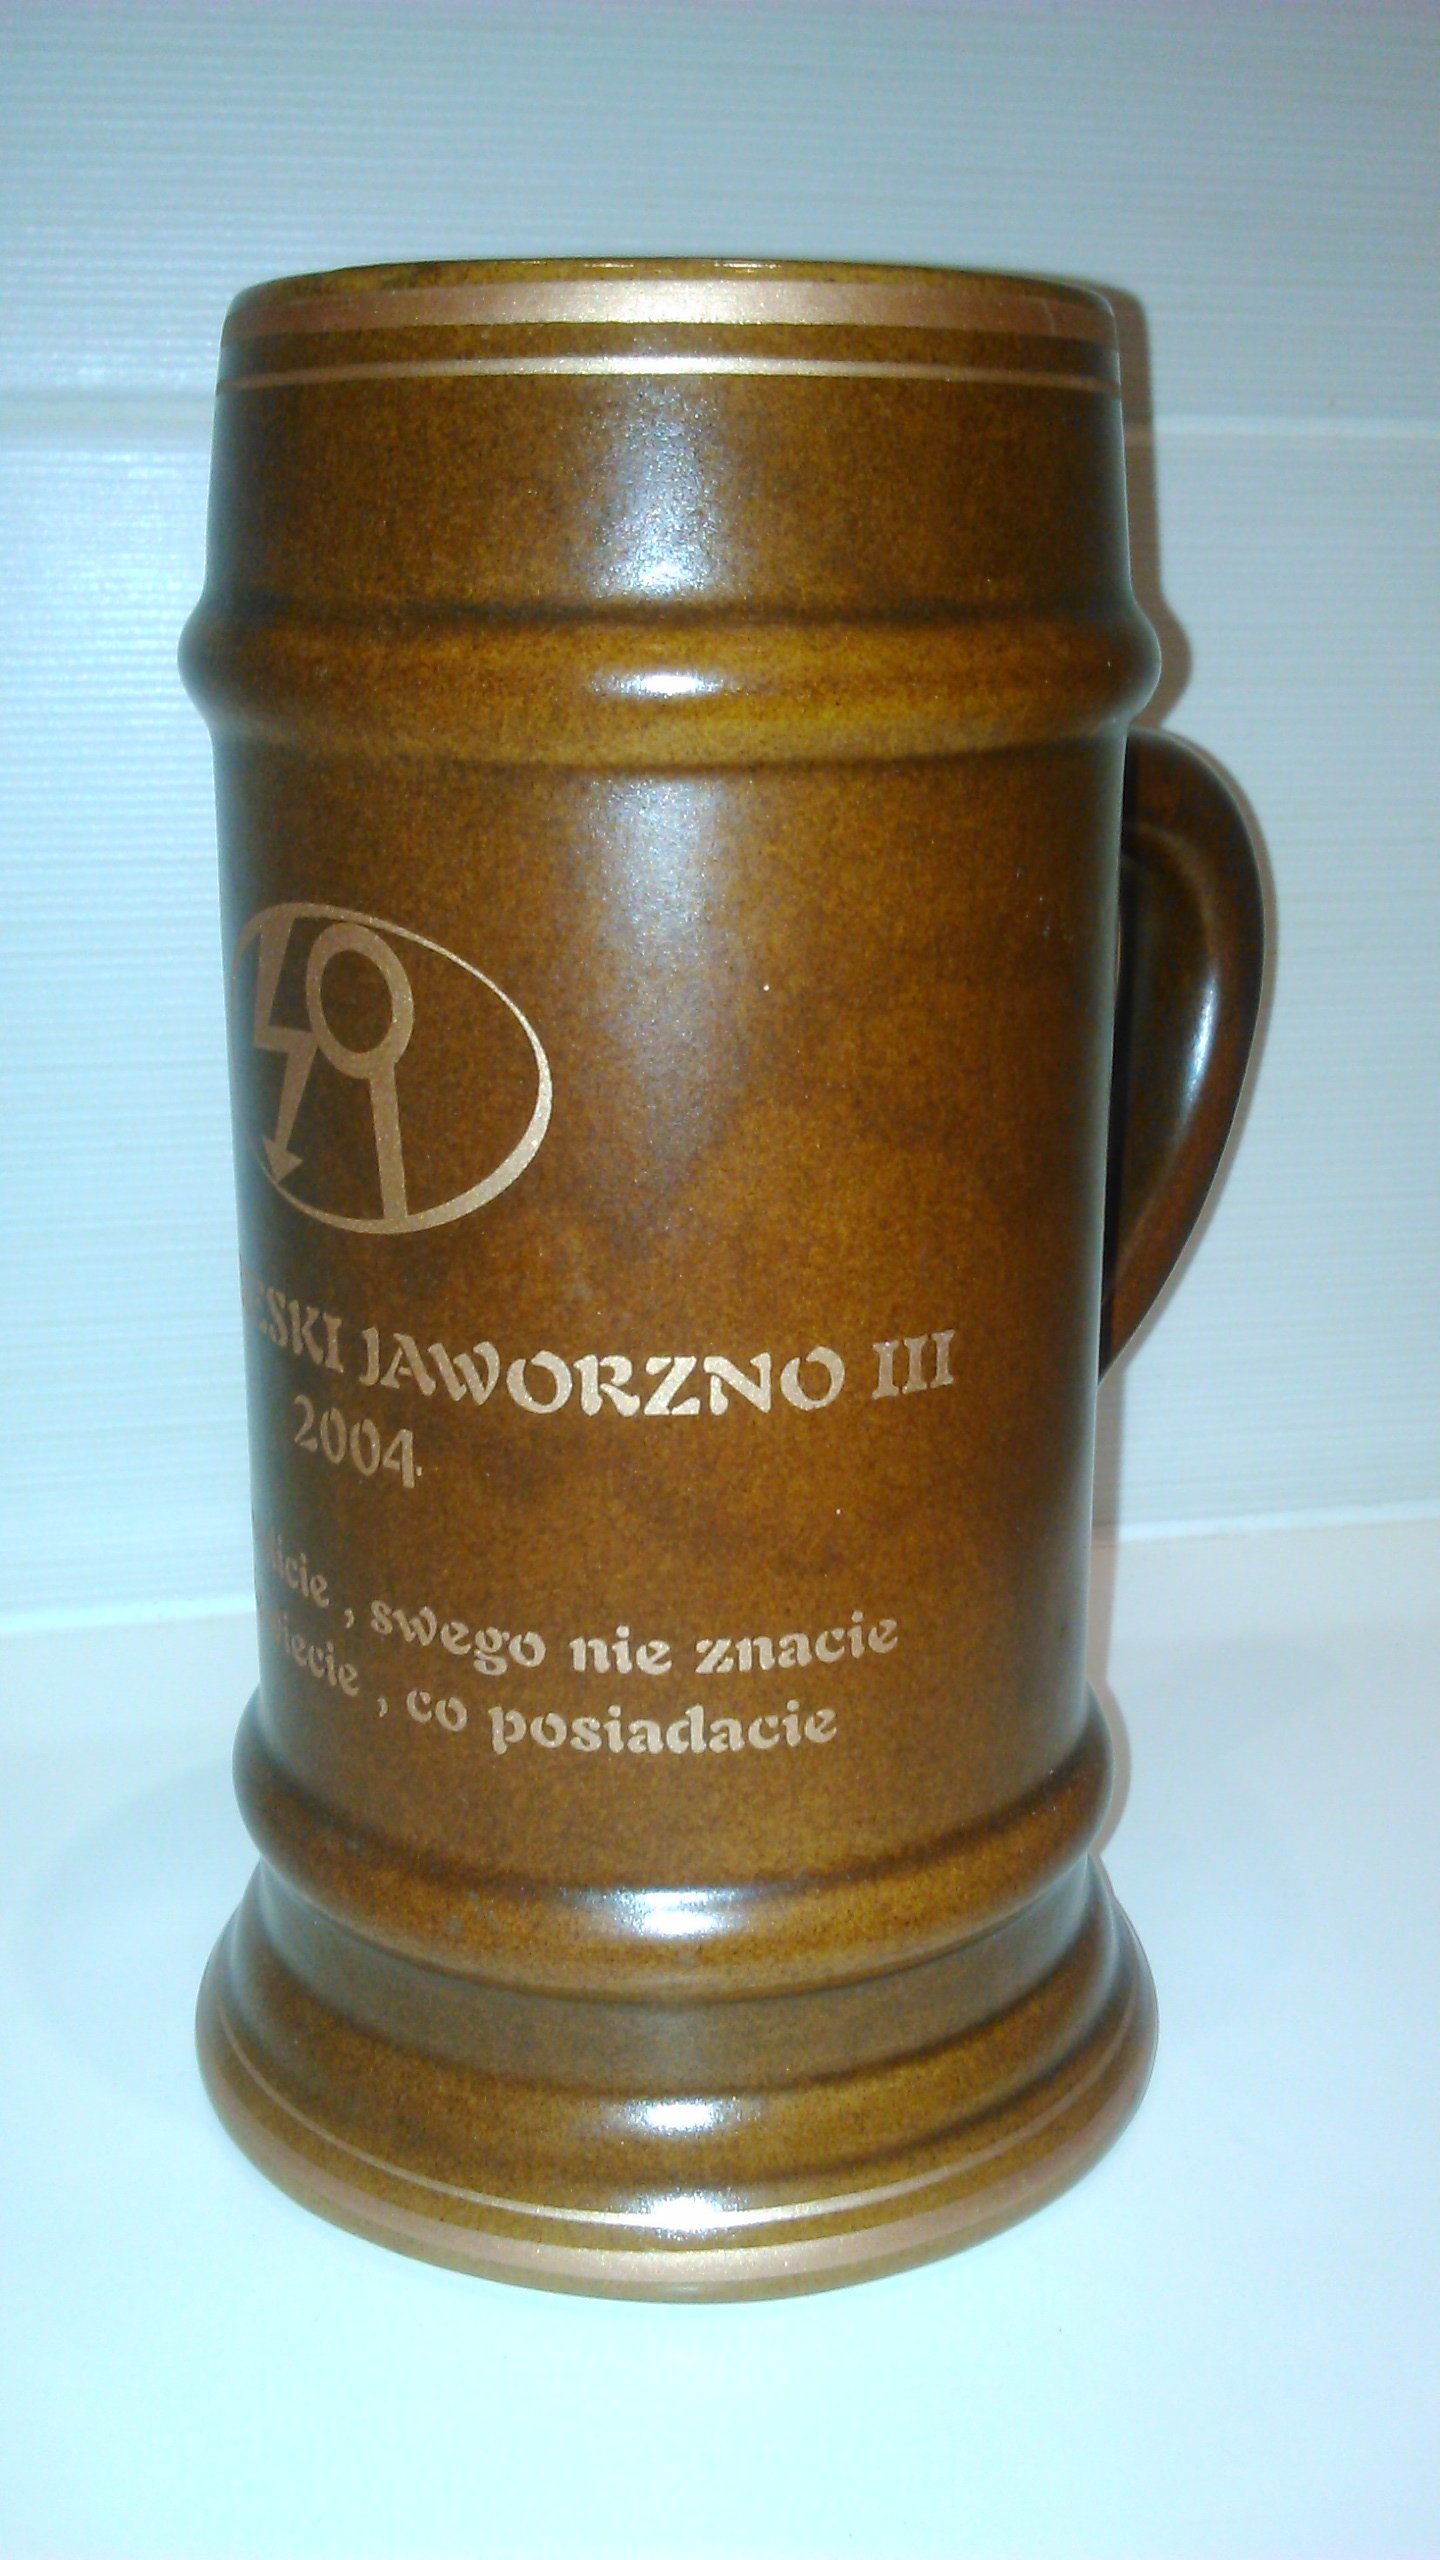 JAWORZNO III
2004
, swego nie znacie
, co posiadacie